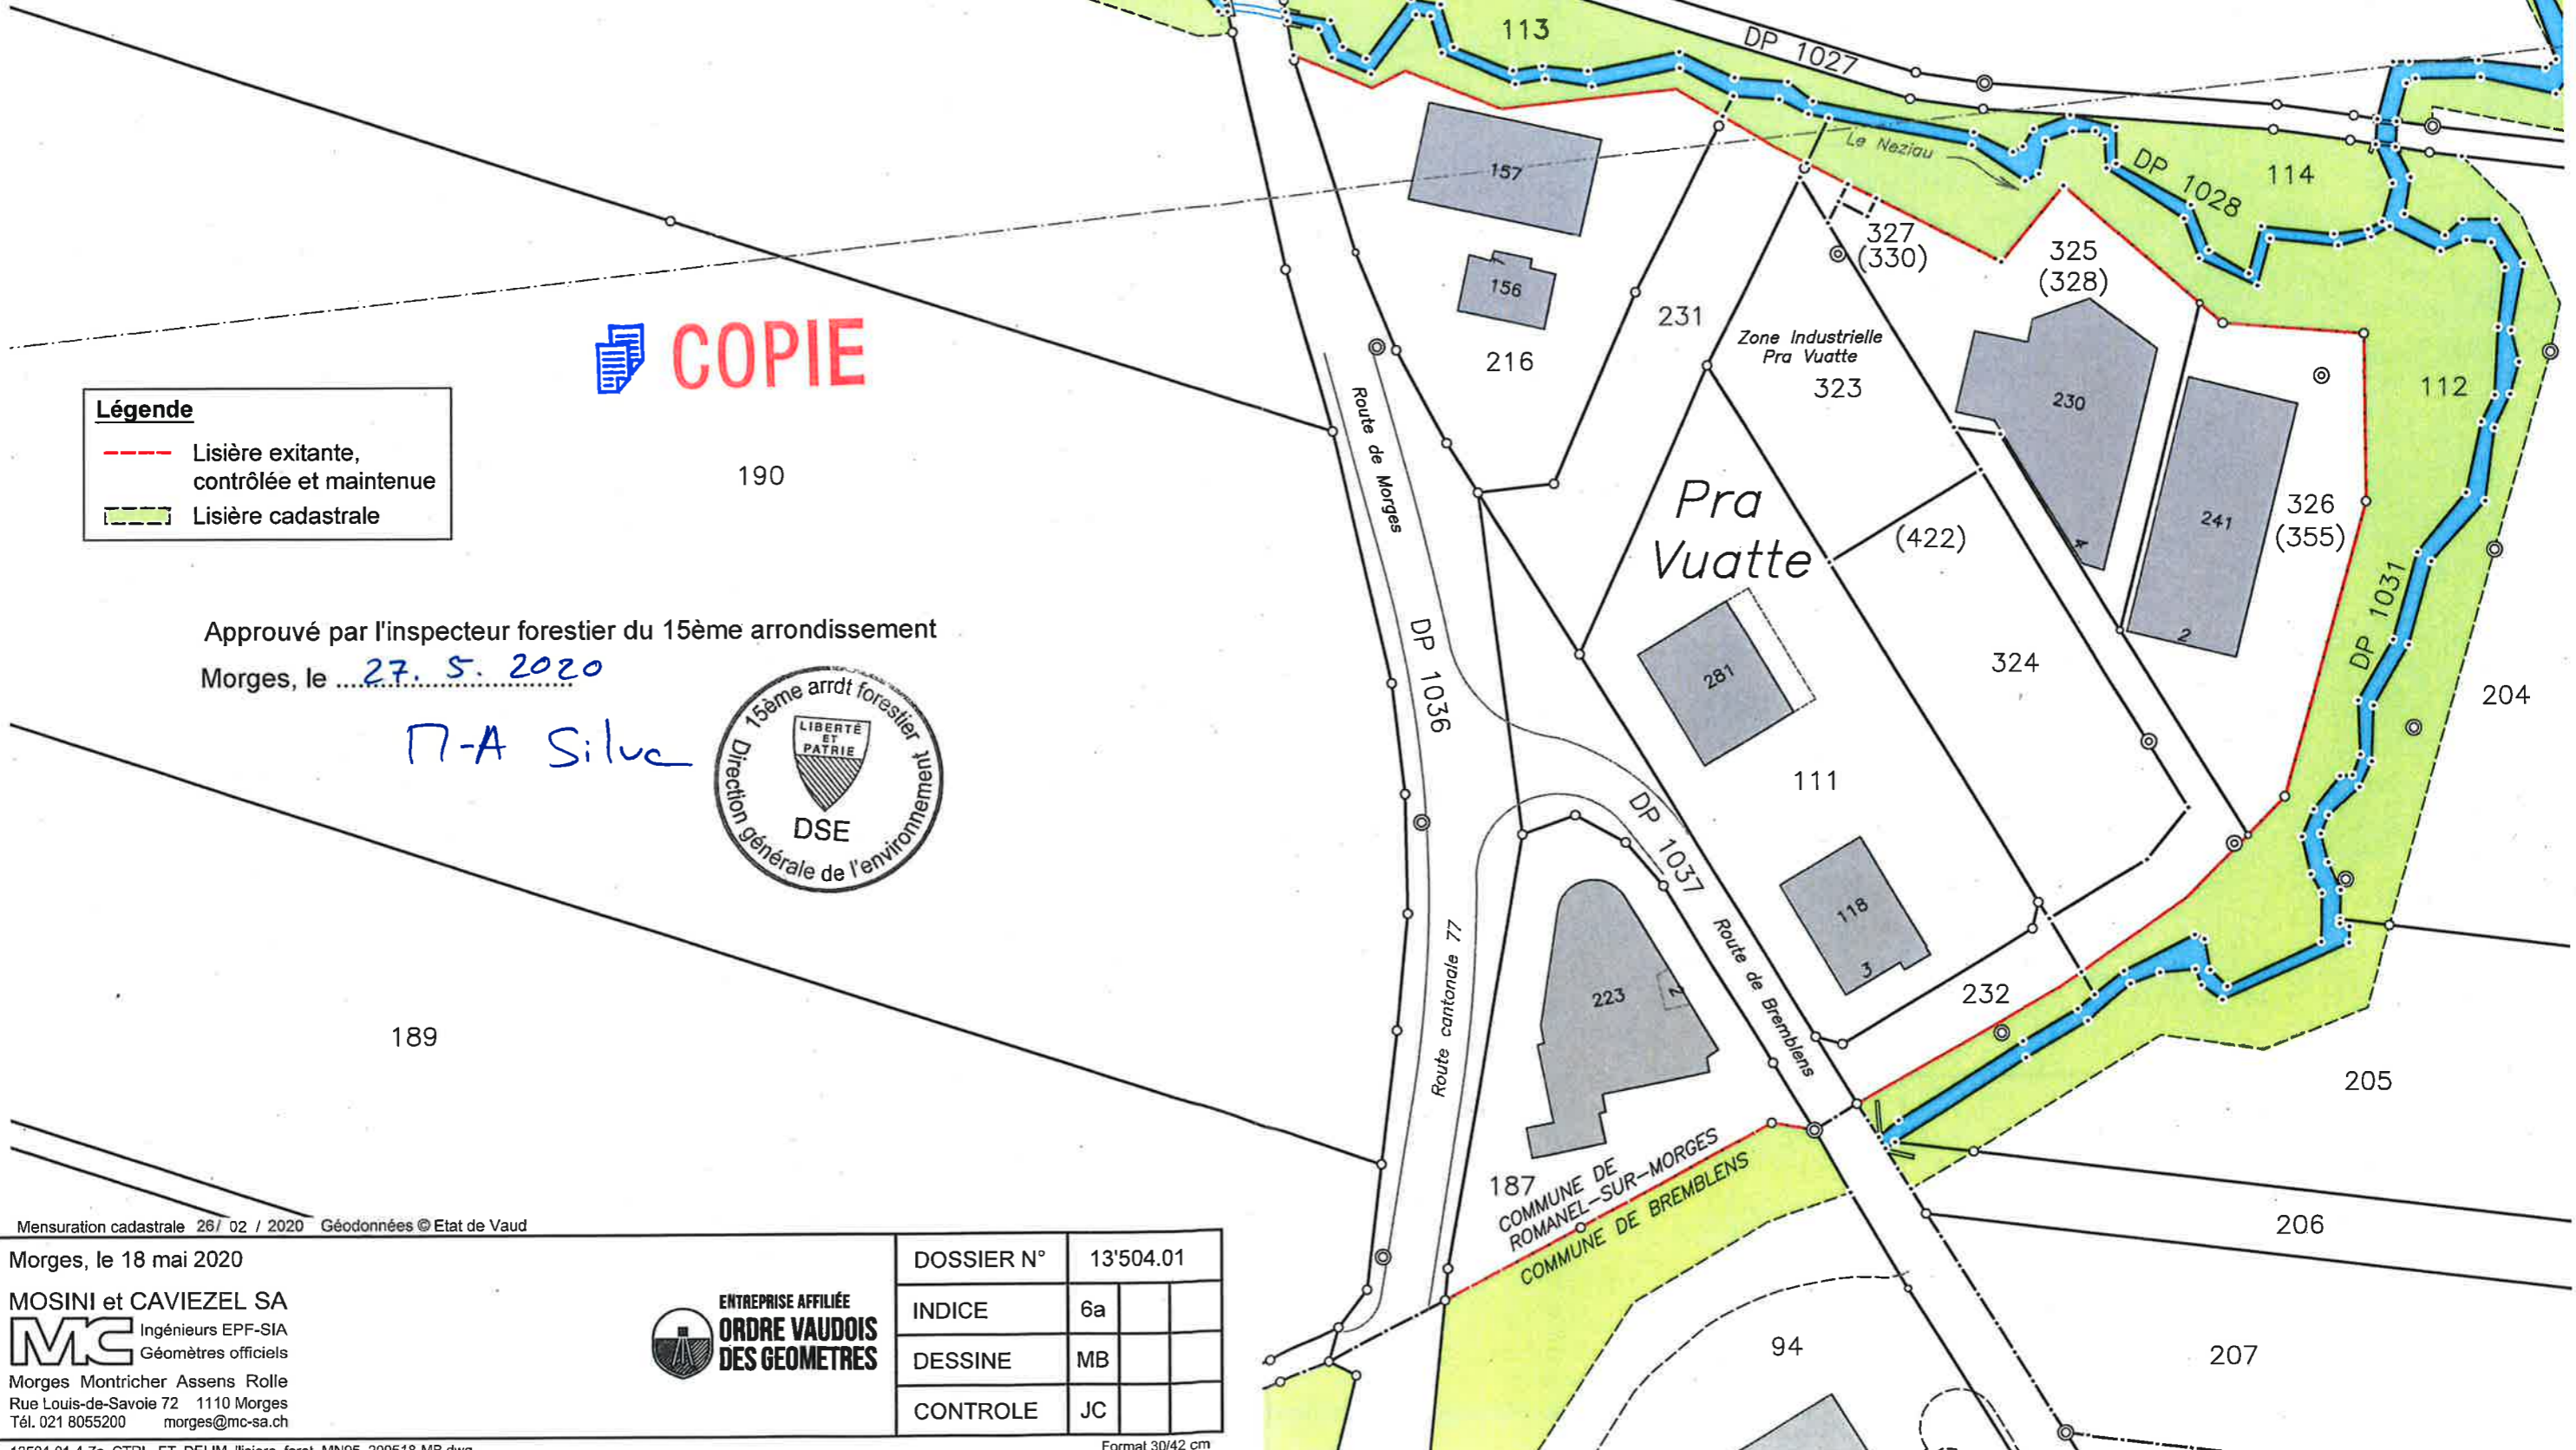 113
DP 1027
Le Neziau
DP 1028
114
157
156
216
231
327
(330)
325
(328)
Zone Industrielle
Pra Vuatte
323
230
4
112
241
2
326
(355)
DP 1031
204
COPIE
Légende
Lisière exitante,
contrôlée et maintenue
Lisière cadastrale
190
Route de Morges
Pra
Vuatte
(422)
324
281
111
DP 1036
DP 1037
Approuvé par l'inspecteur forestier du 15ème arrondissement
Morges, le 27. 5. 2020
M-A Silva
15ème arrdt forestier
LIBERTÉ
ET
PATRIE
DSE
Direction générale de l'environnement
118
3
232
223
2
Route cantonale 77
Route de Bremblens
189
187
COMMUNE DE
ROMANEL-SUR-MORGES
COMMUNE DE BREMBLENS
205
206
207
94
Mensuration cadastrale 26/ 02 / 2020 Géodonnées © Etat de Vaud
Morges, le 18 mai 2020
MOSINI et CAVIEZEL SA
MC
Ingénieurs EPF-SIA
Géomètres officiels
Morges Montricher Assens Rolle
Rue Louis-de-Savoie 72 1110 Morges
Tél. 021 8055200 morges@mc-sa.ch
ENTREPRISE AFFILIÉE
ORDRE VAUDOIS
DES GEOMETRES
DOSSIER N° 13'504.01
INDICE 6a
DESSINE MB
CONTROLE JC
Format 30/42 cm